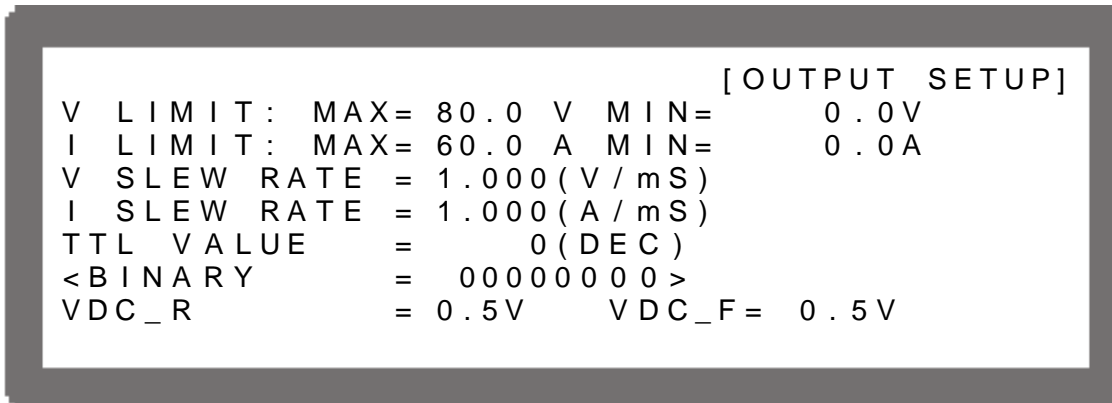 [OUTPUT SETUP]
V LIMIT: MAX= 80.0 V MIN= 0.0V
I LIMIT: MAX= 60.0 A MIN= 0.0A
V SLEW RATE = 1.000(V/mS)
I SLEW RATE = 1.000(A/mS)
TTL VALUE = 0(DEC)
<BINARY = 00000000>
VDC_R = 0.5V VDC_F= 0.5V